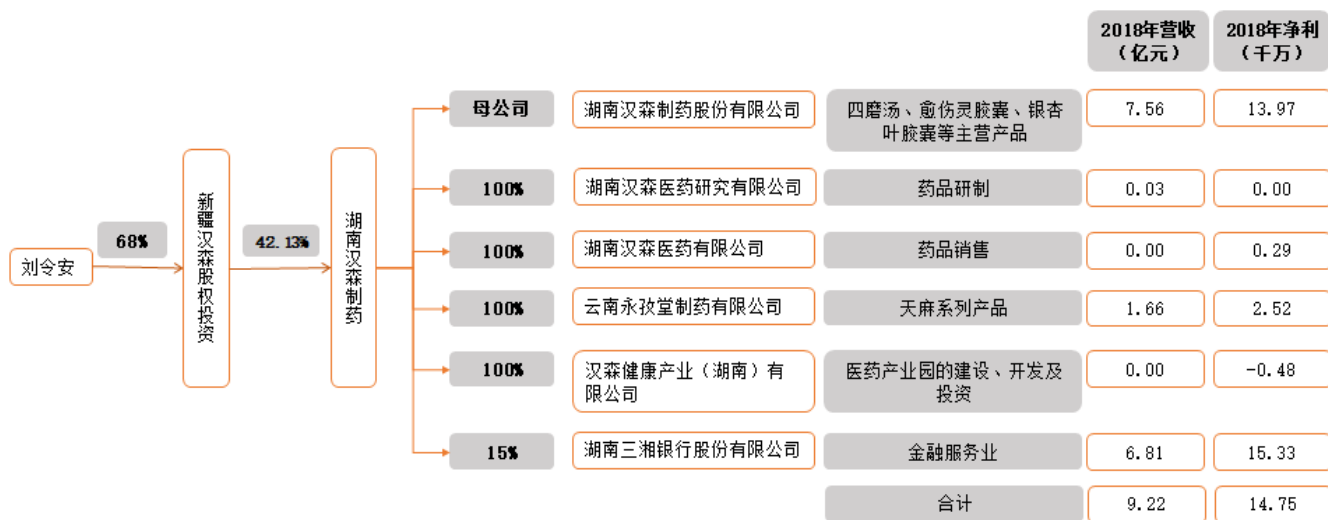 2018年营收
（亿元）
2018年净利
（千万）
母公司
湖南汉森制药股份有限公司
四磨汤、愈伤灵胶囊、银杏
叶胶囊等主营产品
7.56
13.97
100%
湖南汉森医药研究有限公司
药品研制
0.03
0.00
刘令安
68%
新疆汉森股权投资
42.13%
湖南汉森制药
100%
湖南汉森医药有限公司
药品销售
0.00
0.29
100%
云南永孜堂制药有限公司
天麻系列产品
1.66
2.52
100%
汉森健康产业（湖南）有
限公司
医药产业园的建设、开发及
投资
0.00
-0.48
15%
湖南三湘银行股份有限公司
金融服务业
6.81
15.33
合计
9.22
14.75